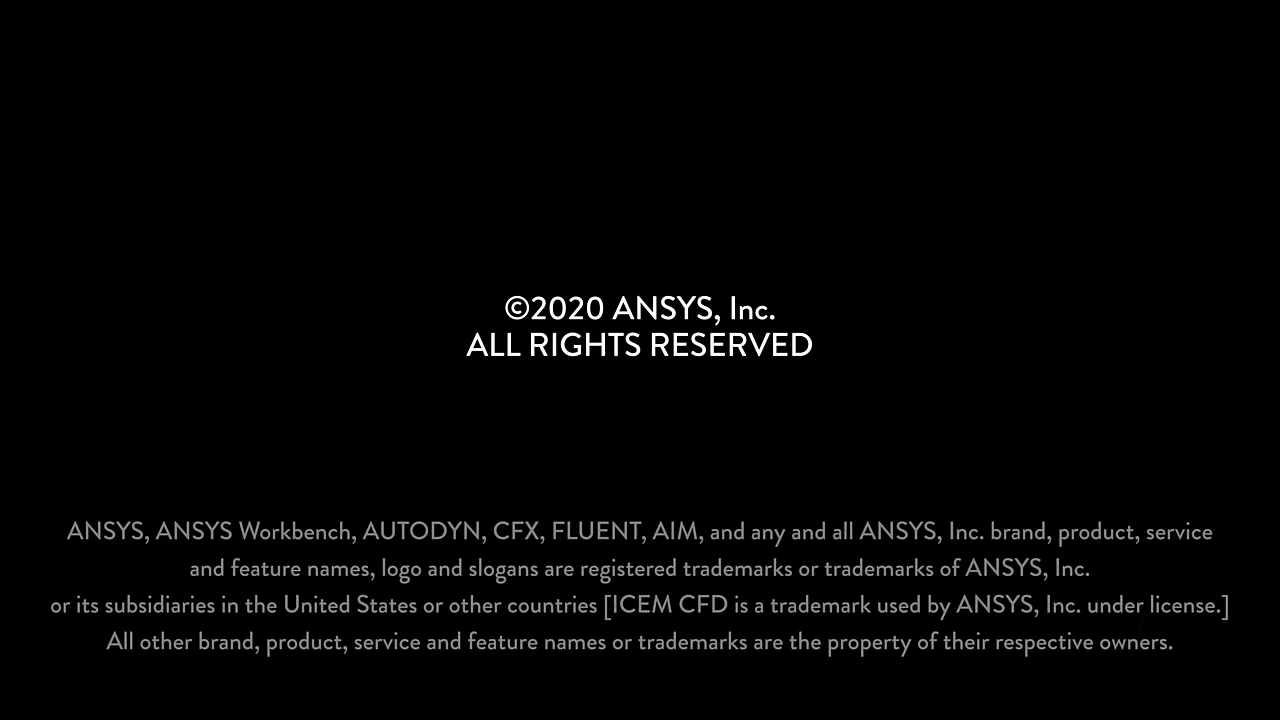 ©2020 ANSYS, Inc.
ALL RIGHTS RESERVED
ANSYS, ANSYS Workbench, AUTODYN, CFX, FLUENT, AIM, and any and all ANSYS, Inc. brand, product, service
and feature names, logo and slogans are registered trademarks or trademarks of ANSYS, Inc.
or its subsidiaries in the United States or other countries [ICEM CFD is a trademark used by ANSYS, Inc. under license.]
All other brand, product, service and feature names or trademarks are the property of their respective owners.